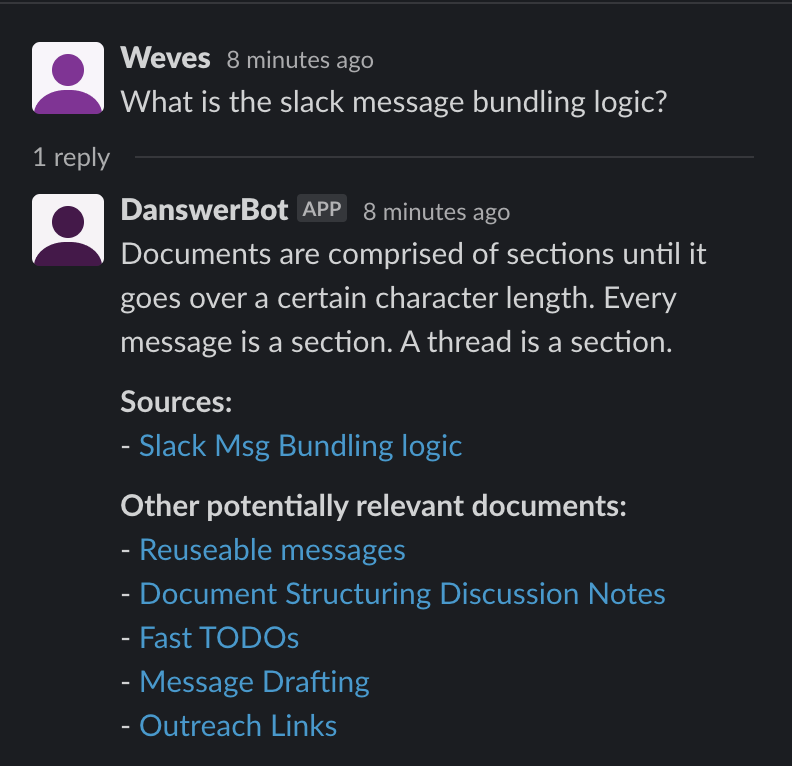 Weves 8 minutes ago
What is the slack message bundling logic?
1 reply
DanswerBot APP 8 minutes ago
Documents are comprised of sections until it
goes over a certain character length. Every
message is a section. A thread is a section.
Sources:
- Slack Msg Bundling logic
Other potentially relevant documents:
- Reuseable messages
- Document Structuring Discussion Notes
- Fast TODOs
- Message Drafting
- Outreach Links